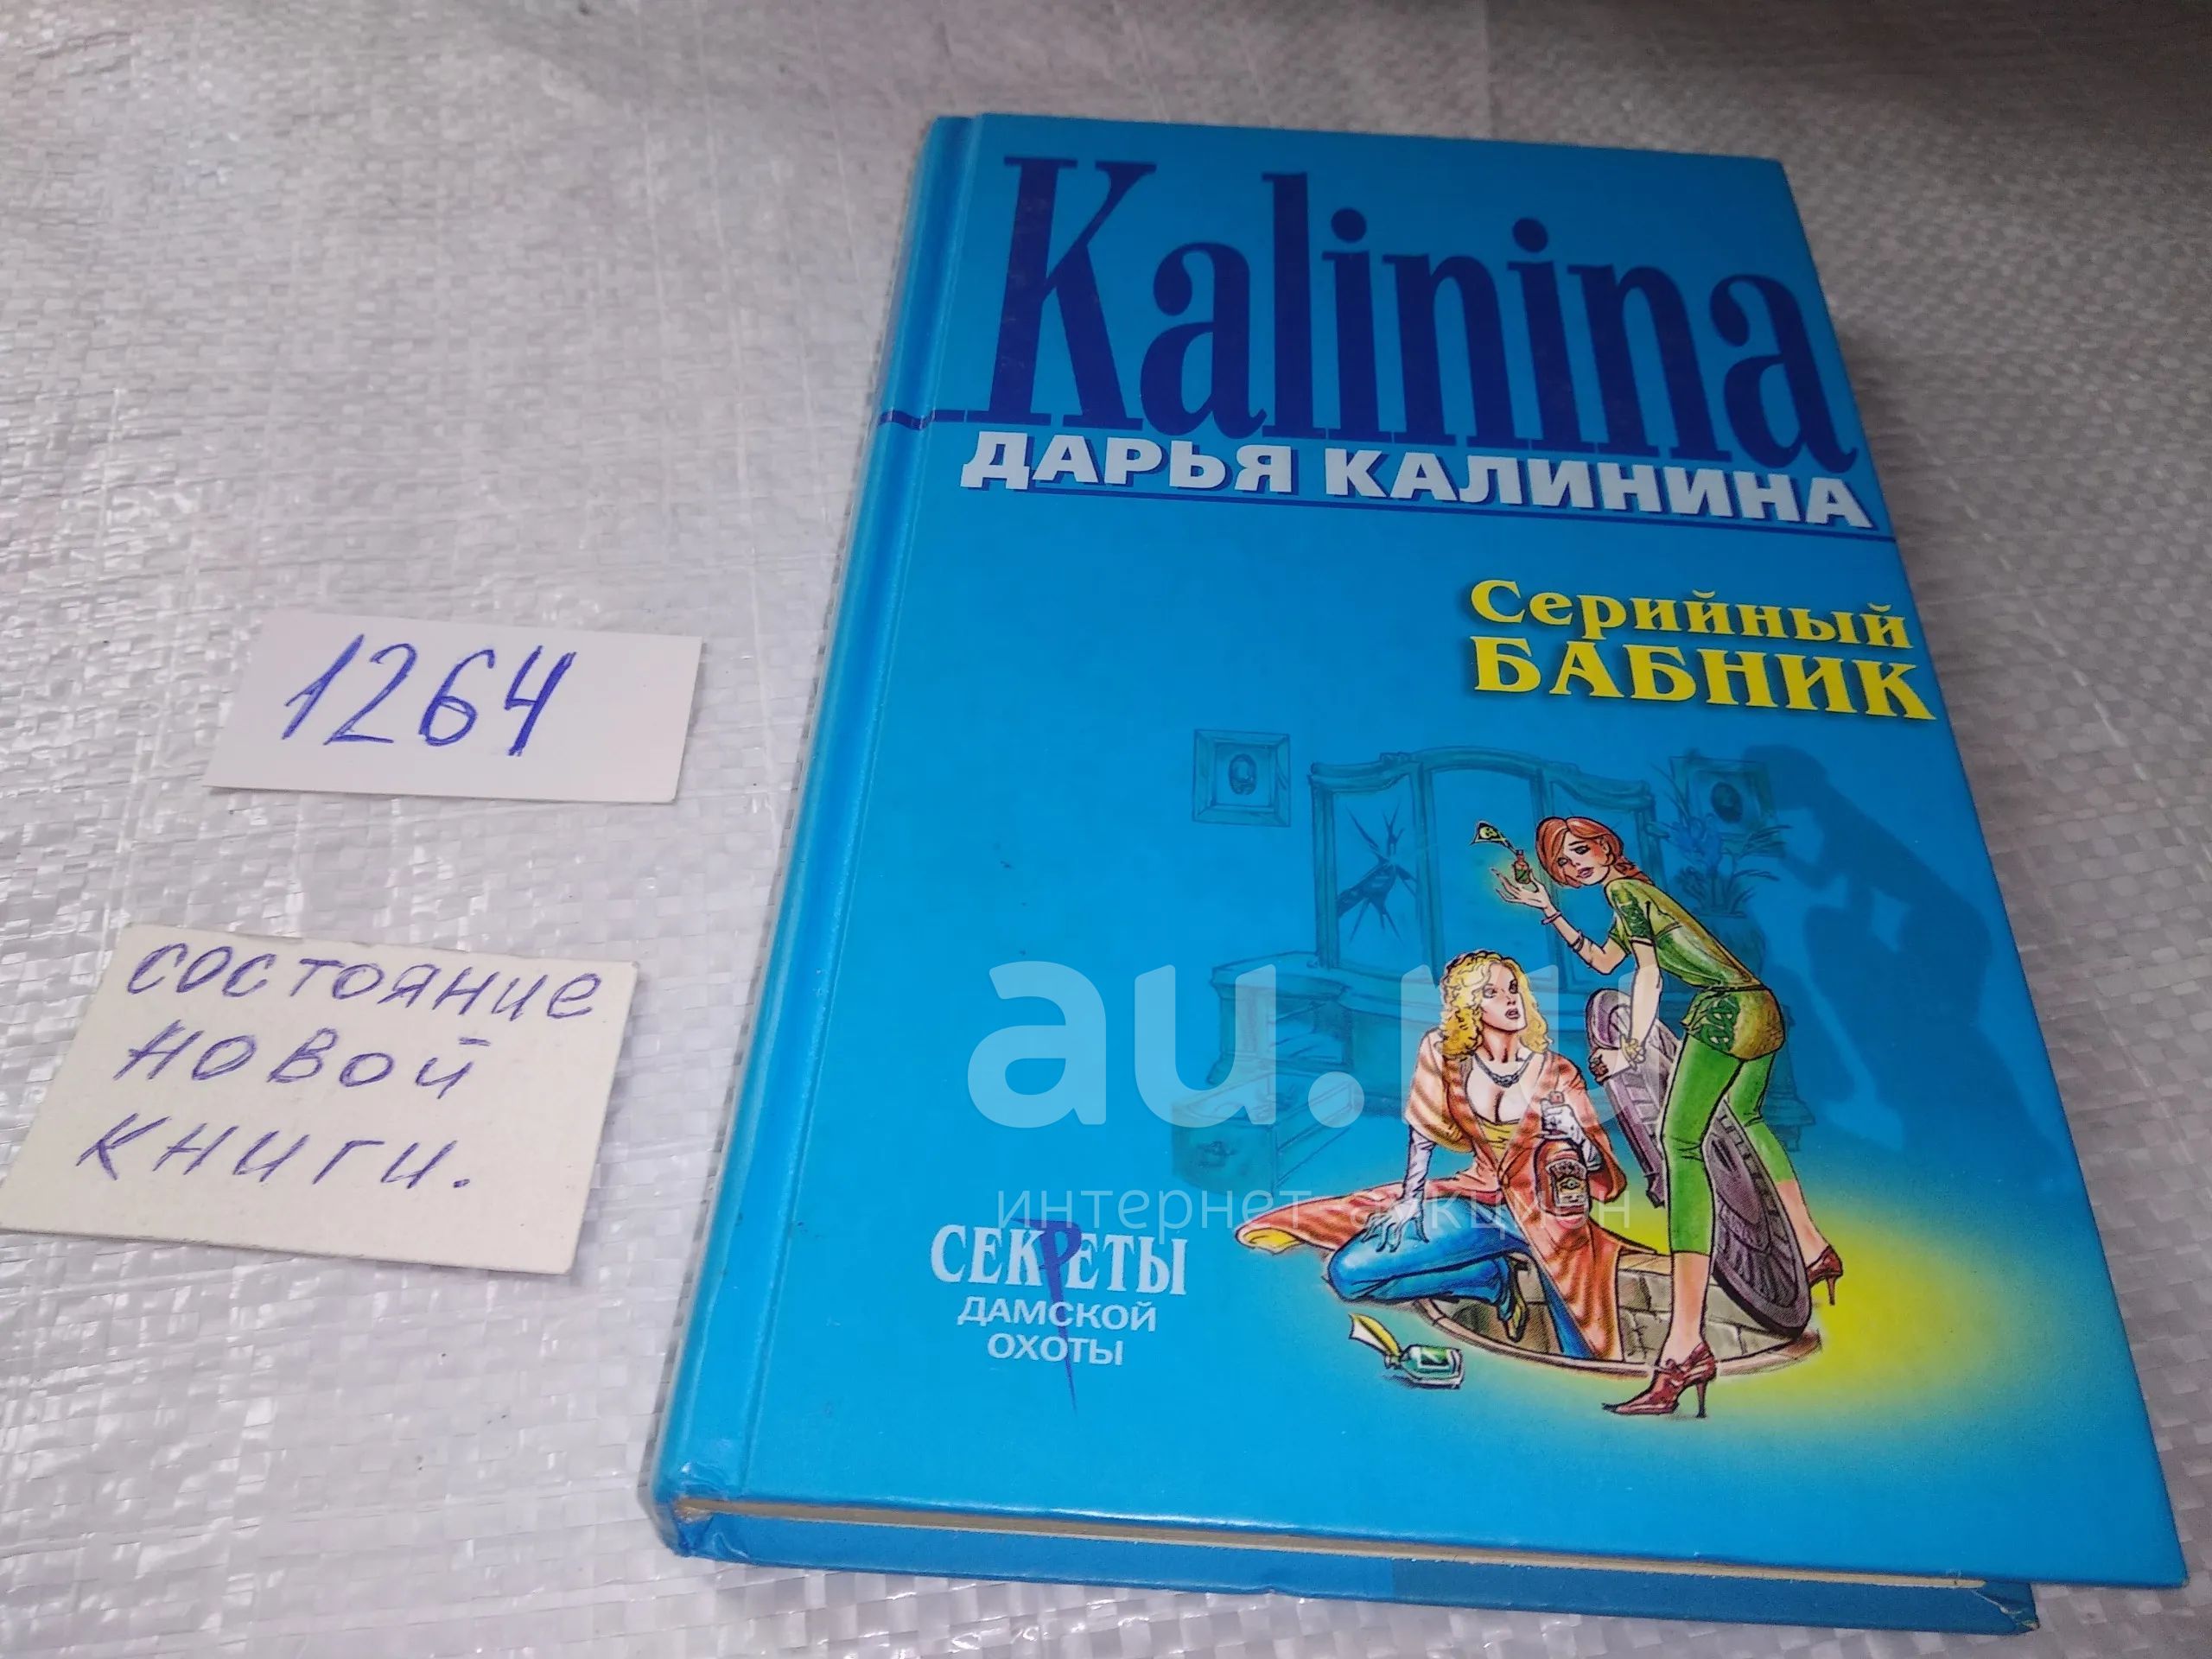 Kalinina
ДАРЬЯ КАЛИНИНА
Серийный
БАБНИК
1264
состояние
новой
книги.
au.ru
интернет-аукцион
СЕКРЕТЫ
ДАМСКОЙ
ОХОТЫ